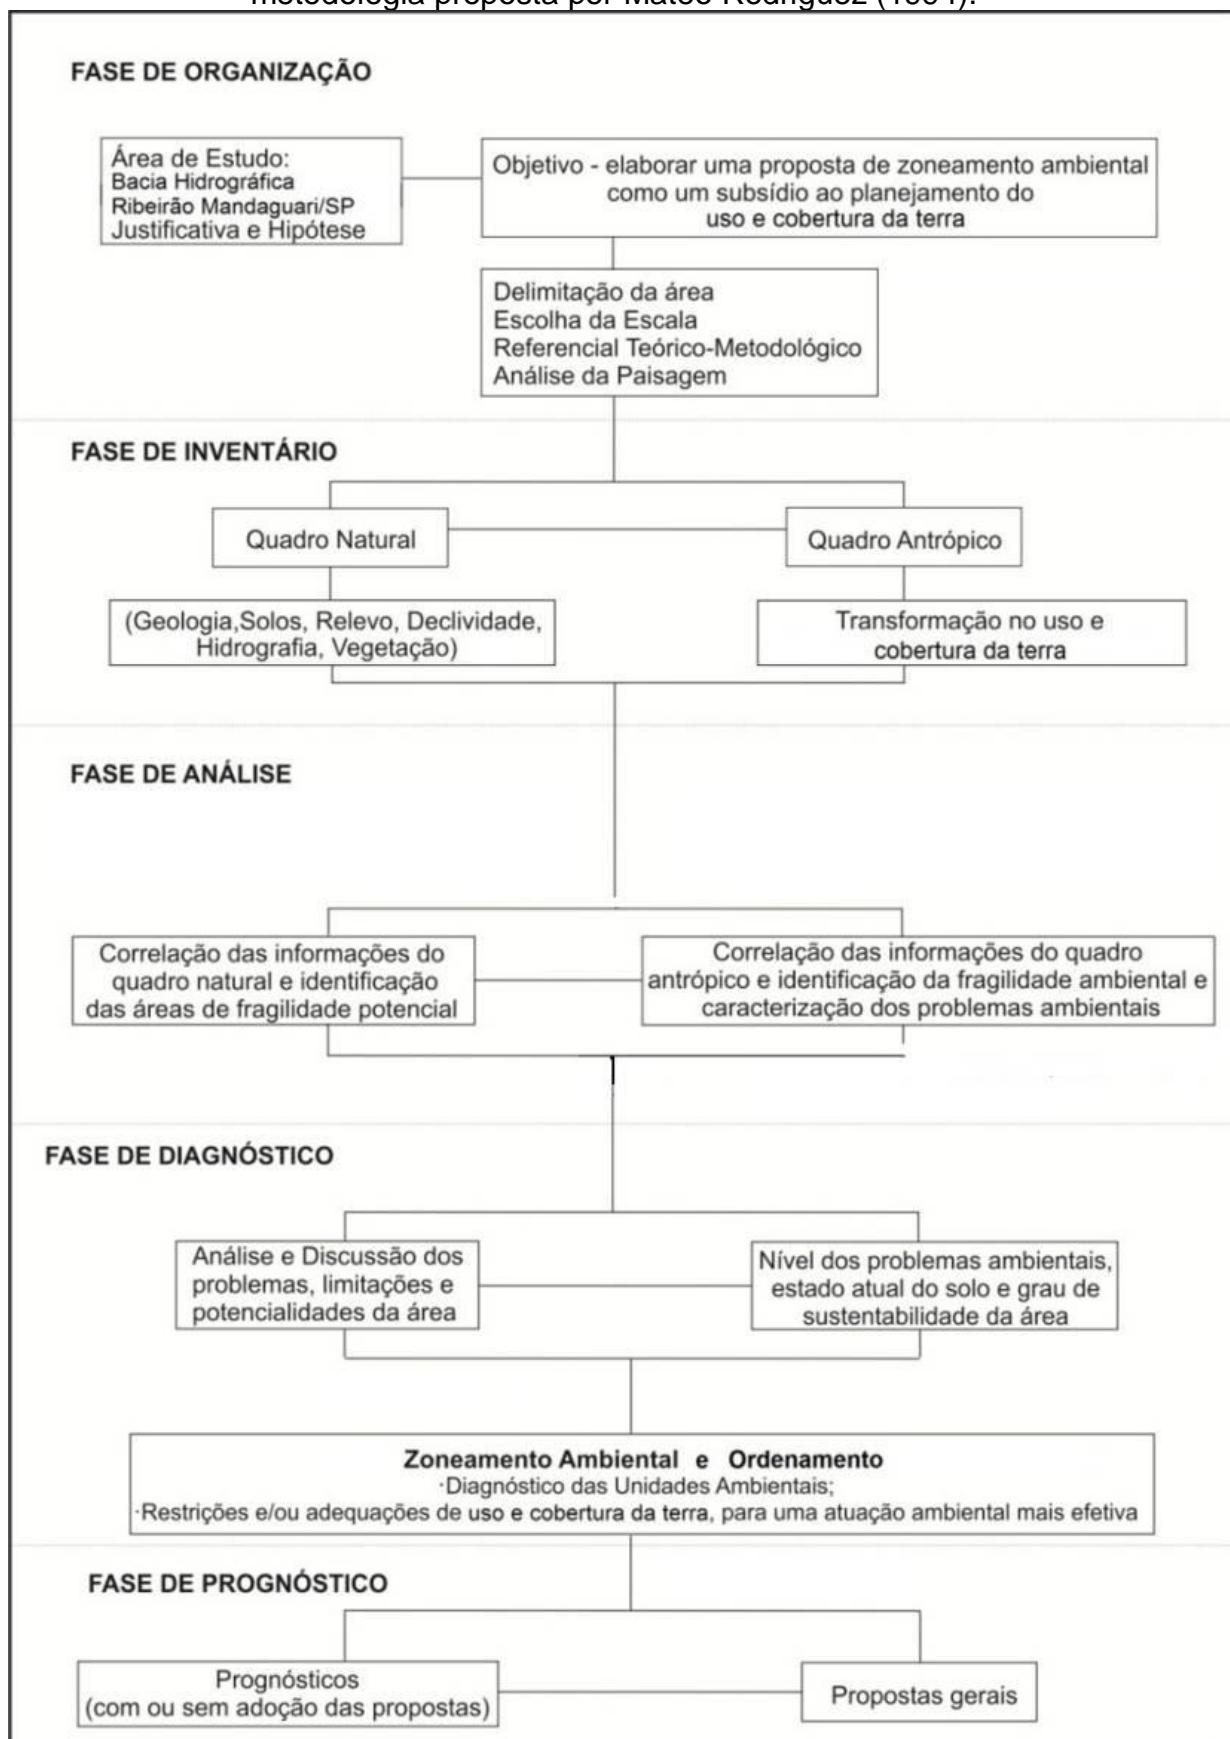 metodologia proposta por Mateo Rodriguez
FASE DE ORGANIZAÇÃO
Área de Estudo:
Bacia Hidrográfica
Ribeirão Mandaguari/SP
Justificativa e Hipótese
Objetivo - elaborar uma proposta de zoneamento ambiental
como um subsídio ao planejamento do
uso e cobertura da terra
Delimitação da área
Escolha da Escala
Referencial Teórico-Metodológico
Análise da Paisagem
FASE DE INVENTÁRIO
Quadro Natural
Quadro Antrópico
(Geologia,Solos, Relevo, Declividade,
Hidrografia, Vegetação)
Transformação no uso e
cobertura da terra
FASE DE ANÁLISE
Correlação das informações do
quadro natural e identificação
das áreas de fragilidade potencial
Correlação das informações do quadro
antrópico e identificação da fragilidade ambiental e
caracterização dos problemas ambientais
FASE DE DIAGNÓSTICO
Análise e Discussão dos
problemas, limitações e
potencialidades da área
Nível dos problemas ambientais,
estado atual do solo e grau de
sustentabilidade da área
Zoneamento Ambiental e Ordenamento
·Diagnóstico das Unidades Ambientais;
·Restrições e/ou adequações de uso e cobertura da terra, para uma atuação ambiental mais efetiva
FASE DE PROGNÓSTICO
Prognósticos
(com ou sem adoção das propostas)
Propostas gerais